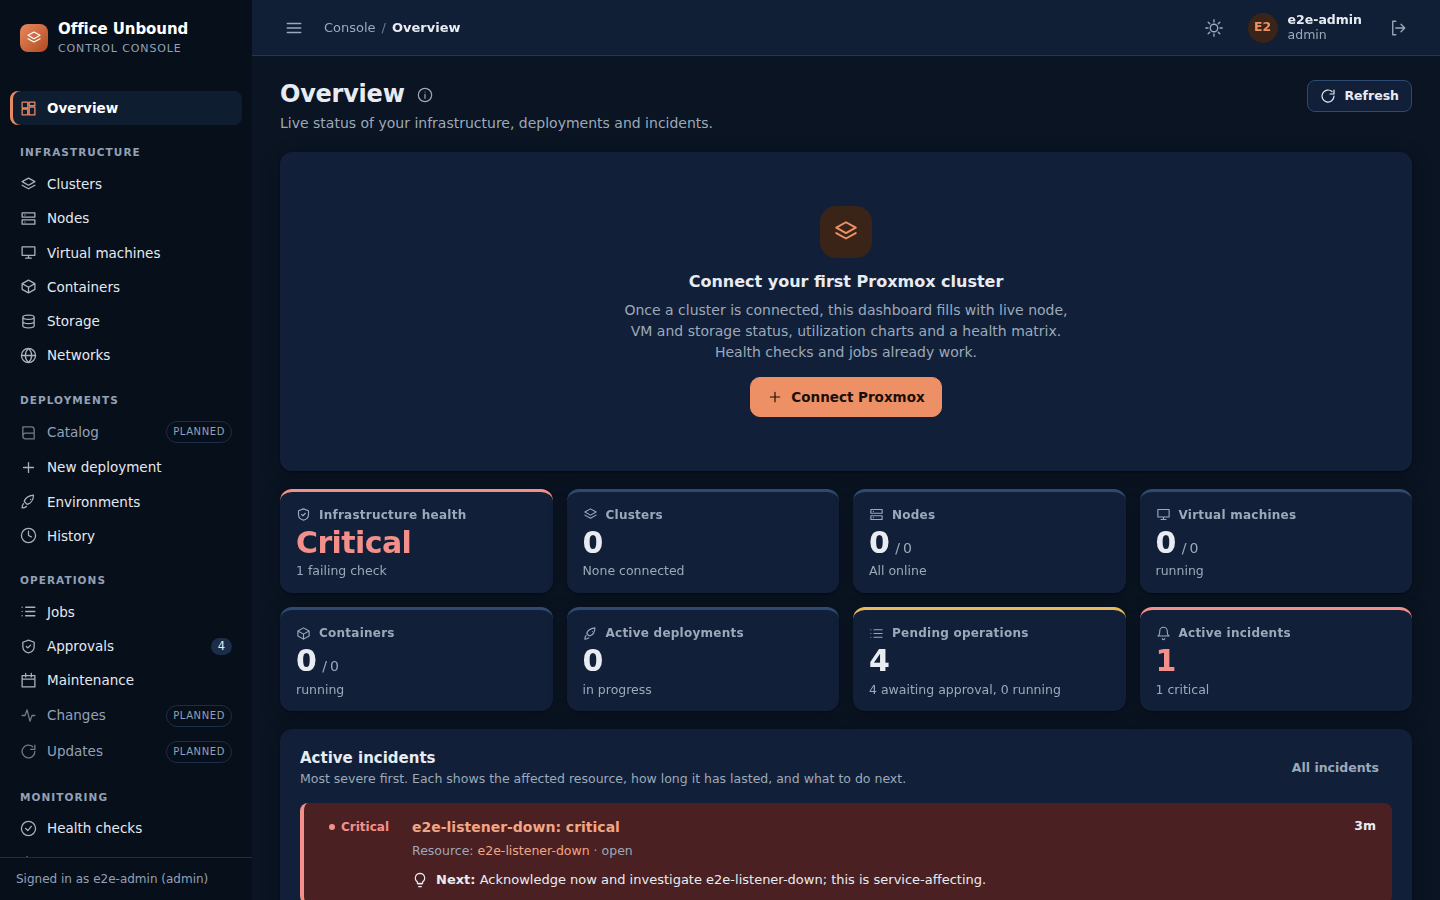 Office Unbound
CONTROL CONSOLE
Overview
INFRASTRUCTURE
Clusters
Nodes
Virtual machines
Containers
Storage
Networks
DEPLOYMENTS
Catalog PLANNED
New deployment
Environments
History
OPERATIONS
Jobs
Approvals 4
Maintenance
Changes PLANNED
Updates PLANNED
MONITORING
Health checks
Signed in as e2e-admin (admin)
Console / Overview
E2 e2e-admin
admin
Overview
Refresh
Live status of your infrastructure, deployments and incidents.
Connect your first Proxmox cluster
Once a cluster is connected, this dashboard fills with live node,
VM and storage status, utilization charts and a health matrix.
Health checks and jobs already work.
Connect Proxmox
Infrastructure health
Critical
1 failing check
Clusters
0
None connected
Nodes
0 / 0
All online
Virtual machines
0 / 0
running
Containers
0 / 0
running
Active deployments
0
in progress
Pending operations
4
4 awaiting approval, 0 running
Active incidents
1
1 critical
Active incidents
Most severe first. Each shows the affected resource, how long it has lasted, and what to do next.
All incidents
Critical e2e-listener-down: critical 3m
Resource: e2e-listener-down · open
Next: Acknowledge now and investigate e2e-listener-down; this is service-affecting.